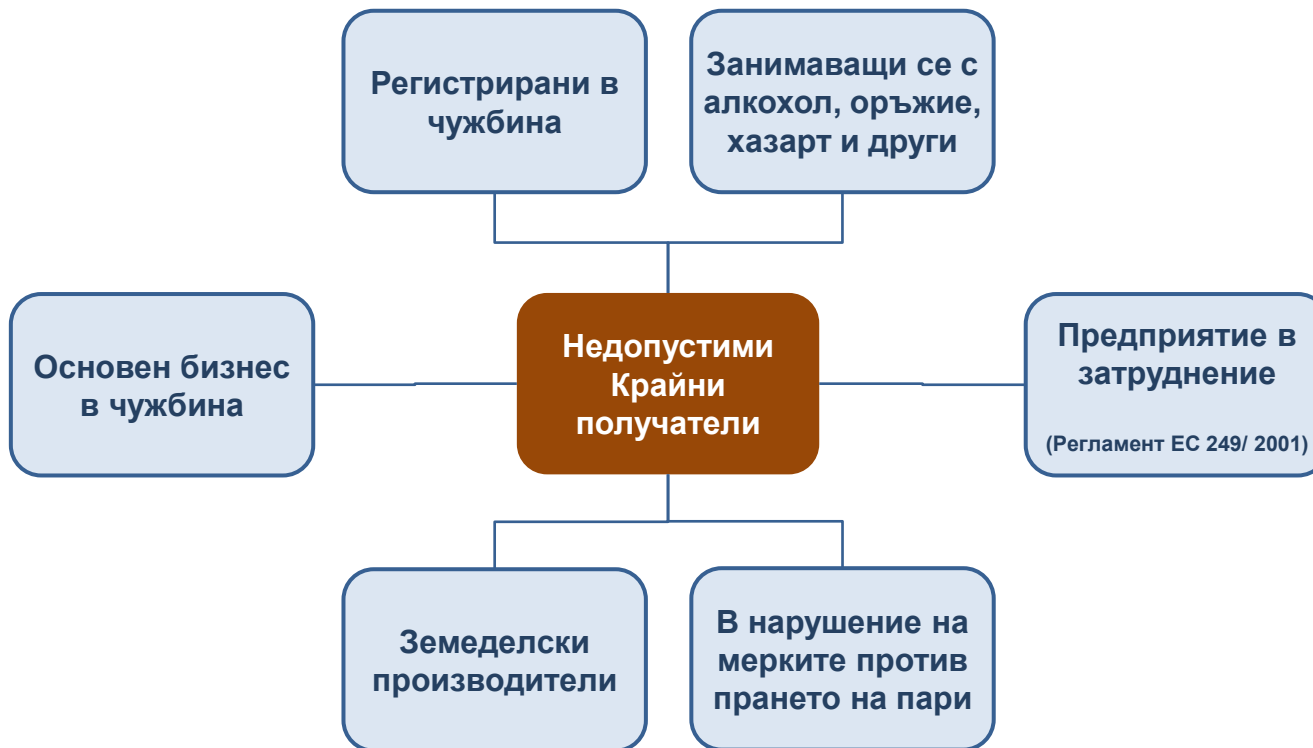 Регистрирани в
чужбина
Занимаващи се с
алкохол, оръжие,
хазарт и други
Основен бизнес
в чужбина
Недопустими
Крайни
получатели
Предприятие в
затруднение
(Регламент ЕС 249/ 2001)
Земеделски
производители
В нарушение на
мерките против
прането на пари